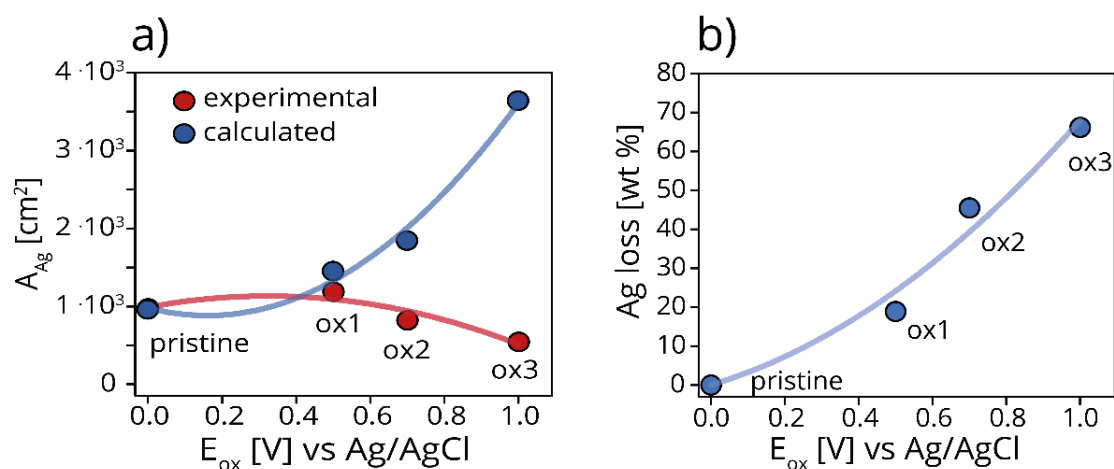 a)
4 ·10³
3 ·10³
2 ·10³
1 ·10³
0
A_Ag [cm²]
experimental
calculated
pristine
ox1
ox2
ox3
0.0 0.2 0.4 0.6 0.8 1.0
E_ox [V] vs Ag/AgCl
b)
80
70
60
50
40
30
20
10
0
Ag loss [wt %]
pristine
ox1
ox2
ox3
0.0 0.2 0.4 0.6 0.8 1.0
E_ox [V] vs Ag/AgCl